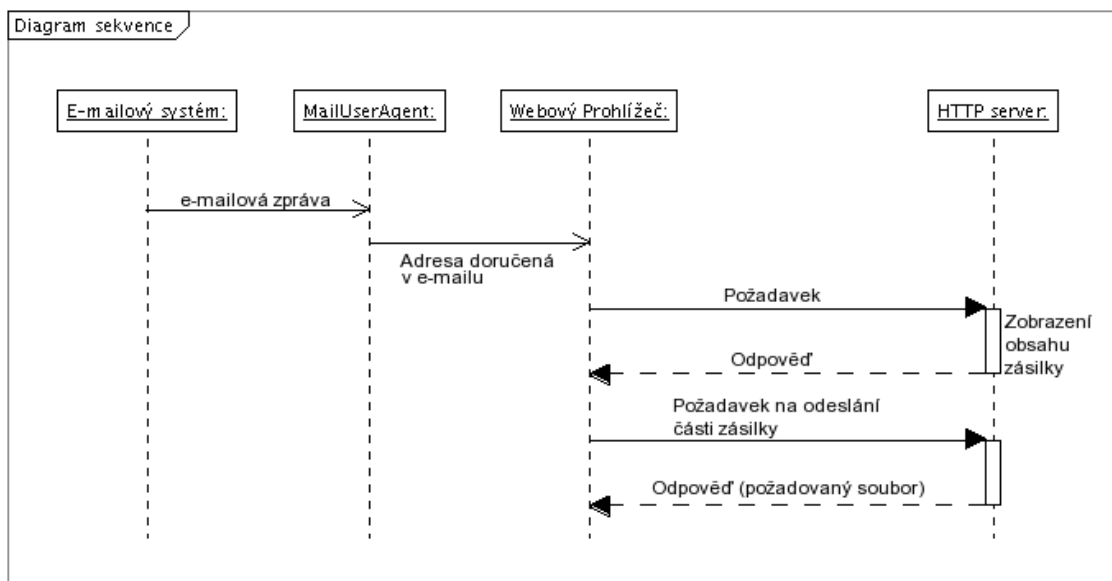 Diagram sekvence
E-mailový systém:
MailUserAgent:
Webový Prohlížeč:
HTTP server:
e-mailová zpráva
Adresa doručená
v e-mailu
Požadavek
Zobrazení
obsahu
zásilky
Odpověď
Požadavek na odeslání
části zásilky
Odpověď (požadovaný soubor)